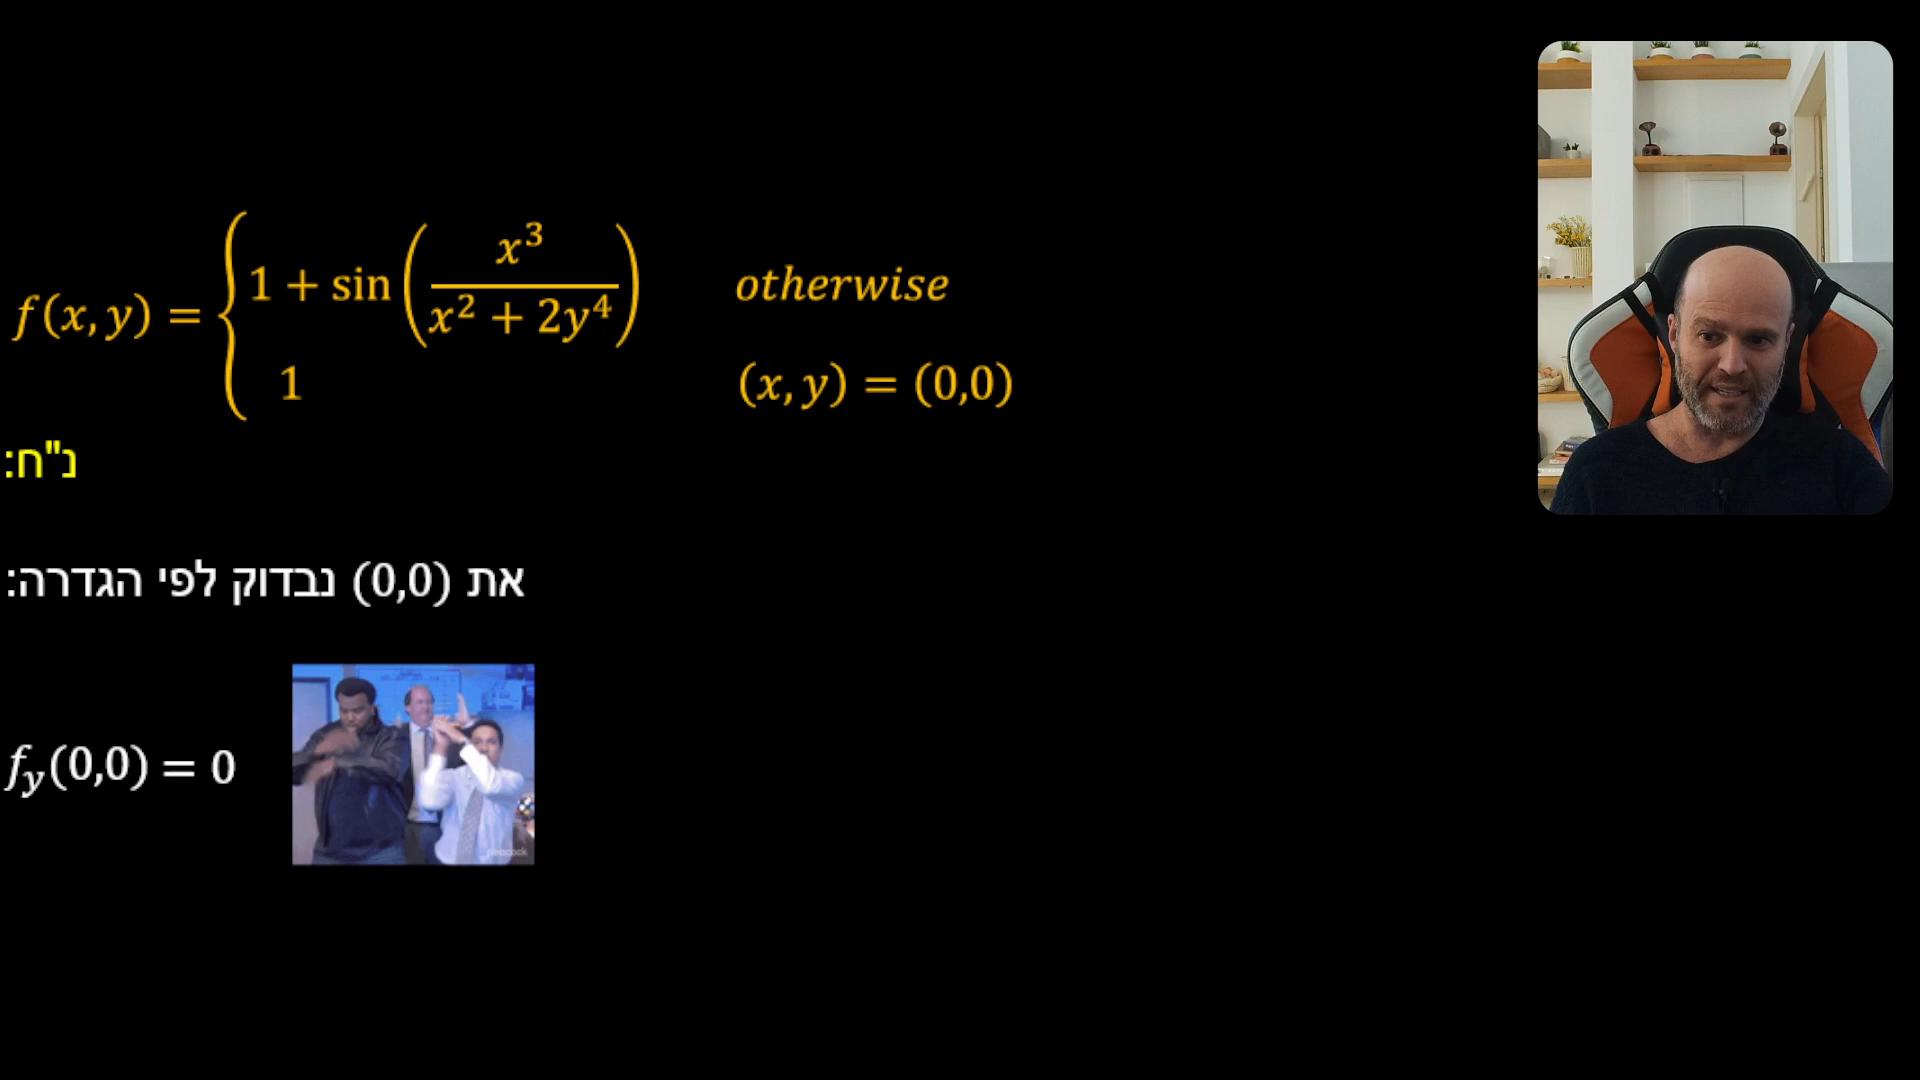 f(x, y) = { 1 + sin( x³ / (x² + 2y⁴) ) otherwise
1 (x, y) = (0,0)
נ"ח:
את (0,0) נבדוק לפי הגדרה:
f_y(0,0) = 0
peacock